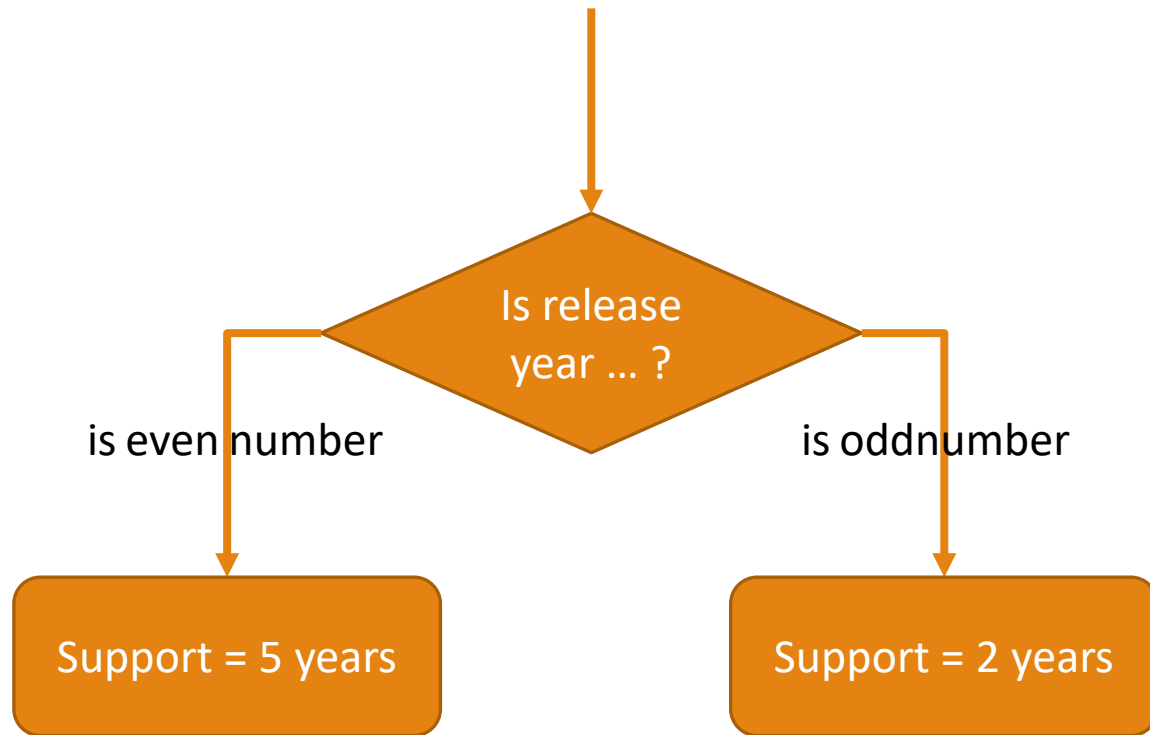 Is release
year ... ?
is even number
is oddnumber
Support = 5 years
Support = 2 years